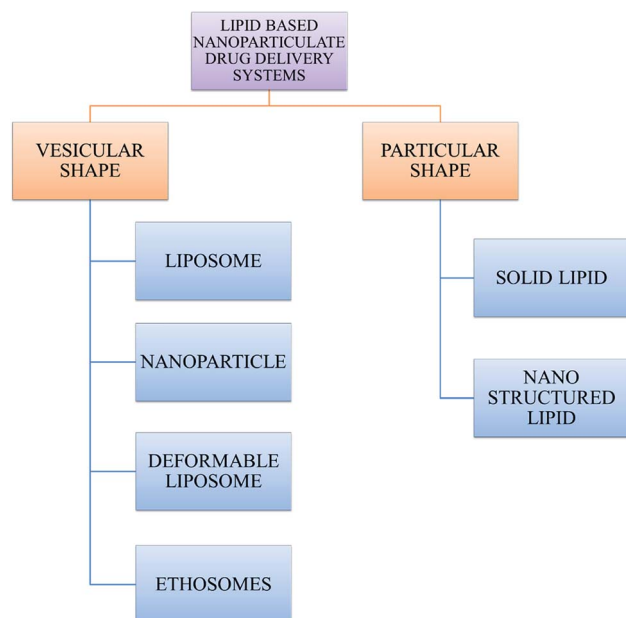 LIPID BASED
NANOPARTICULATE
DRUG DELIVERY
SYSTEMS
VESICULAR
SHAPE
PARTICULAR
SHAPE
LIPOSOME
NANOPARTICLE
DEFORMABLE
LIPOSOME
ETHOSOMES
SOLID LIPID
NANO
STRUCTURED
LIPID